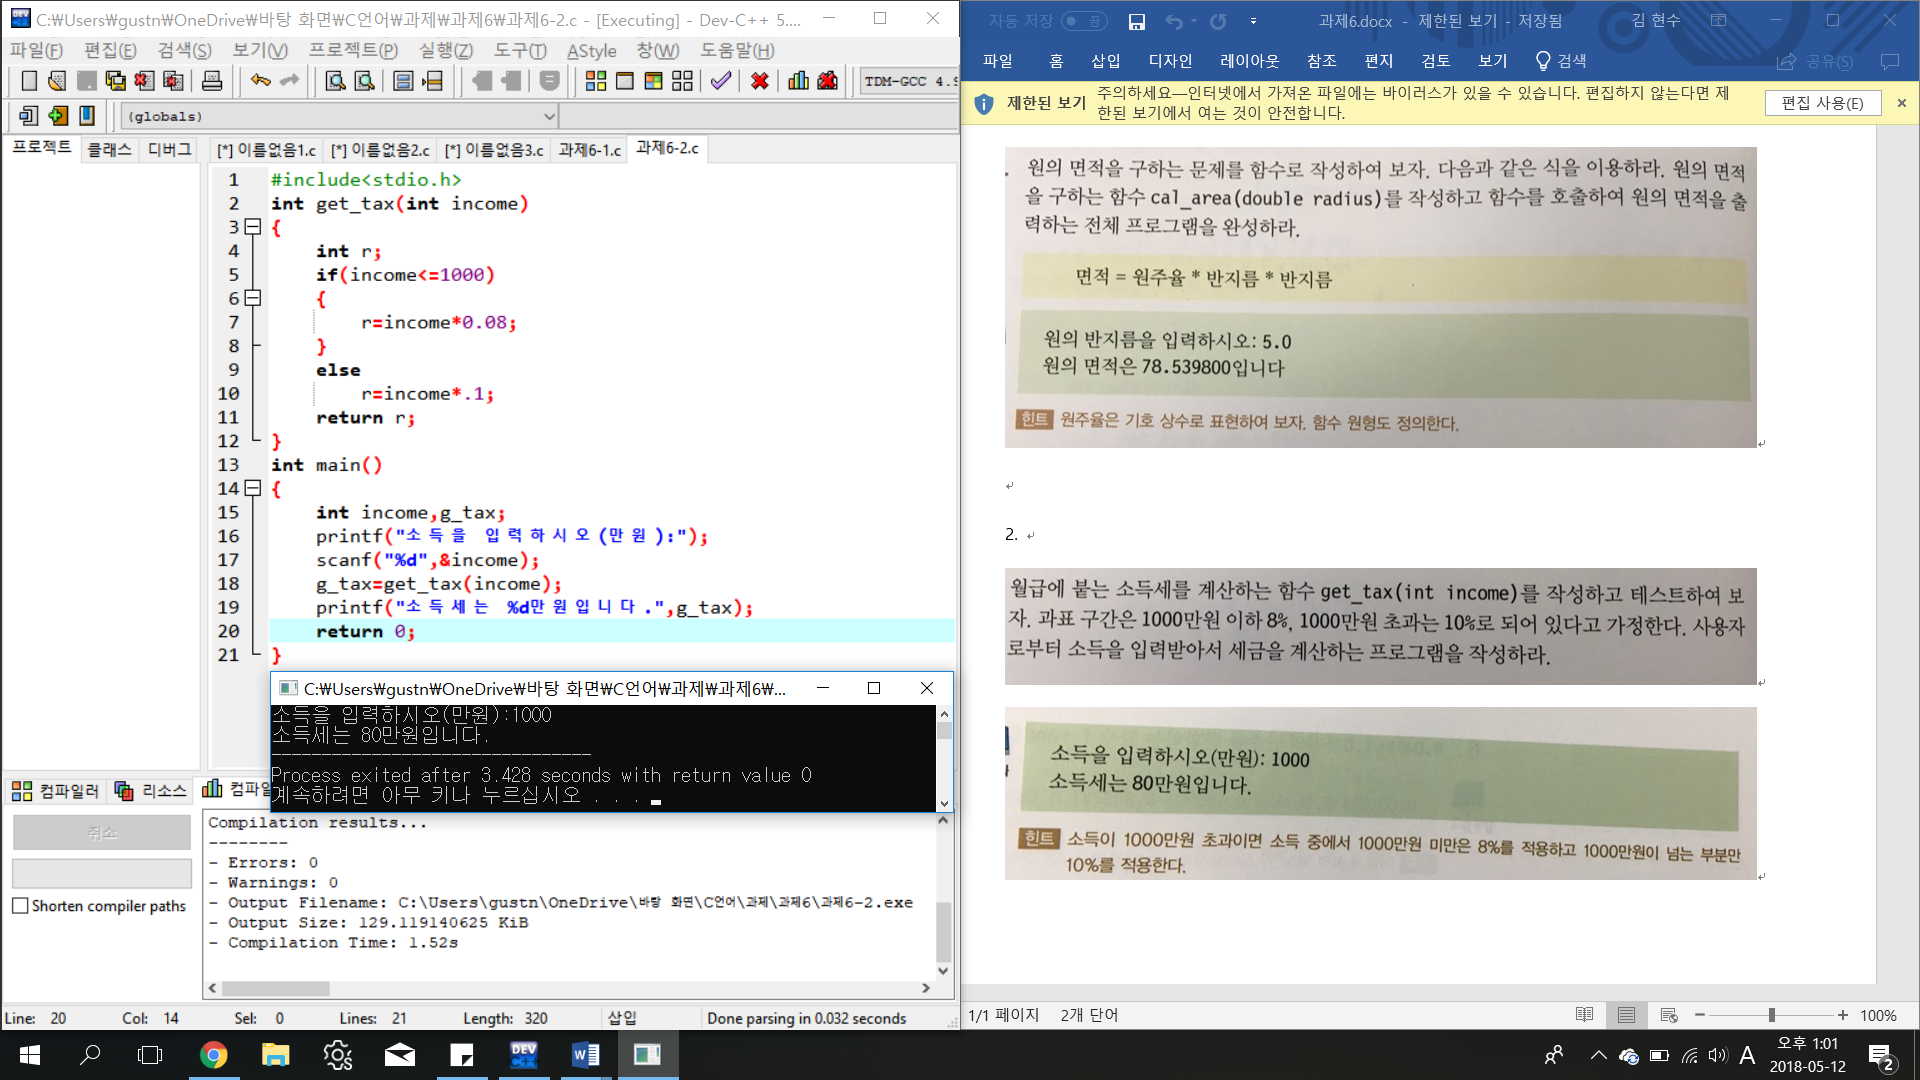 C:₩Users₩gustn₩OneDrive₩바탕 화면₩C언어₩과제₩과제6₩과제6-2.c - [Executing] - Dev-C++ 5....
파일(F) 편집(E) 검색(S) 보기(V) 프로젝트(P) 실행(Z) 도구(T) AStyle 창(W) 도움말(H)
TDM-GCC 4.9
(globals)
프로젝트 클래스 디버그
[*] 이름없음1.c [*] 이름없음2.c [*] 이름없음3.c 과제6-1.c 과제6-2.c
1 #include<stdio.h>
2 int get_tax(int income)
3 {
4 int r;
5 if(income<=1000)
6 {
7 r=income*0.08;
8 }
9 else
10 r=income*.1;
11 return r;
12 }
13 int main()
14 {
15 int income,g_tax;
16 printf("소득을 입력하시오(만원):");
17 scanf("%d",&income);
18 g_tax=get_tax(income);
19 printf("소득세는 %d만원입니다.",g_tax);
20 return 0;
21 }
C:₩Users₩gustn₩OneDrive₩바탕 화면₩C언어₩과제₩과제6₩...
소득을 입력하시오(만원):1000
소득세는 80만원입니다.
--------------------------------
Process exited after 3.428 seconds with return value 0
계속하려면 아무 키나 누르십시오 . . .
컴파일러 리소스 컴파일
취소
Shorten compiler paths
Compilation results...
--------
- Errors: 0
- Warnings: 0
- Output Filename: C:\Users\gustn\OneDrive\바탕 화면\C언어\과제\과제6\과제6-2.exe
- Output Size: 129.119140625 KiB
- Compilation Time: 1.52s
Line: 20 Col: 14 Sel: 0 Lines: 21 Length: 320 삽입 Done parsing in 0.032 seconds
자동 저장 끔 과제6.docx - 제한된 보기 - 저장됨 김 현수
파일 홈 삽입 디자인 레이아웃 참조 편지 검토 보기 검색 공유(S)
제한된 보기 주의하세요—인터넷에서 가져온 파일에는 바이러스가 있을 수 있습니다. 편집하지 않는다면 제
한된 보기에서 여는 것이 안전합니다.
편집 사용(E)
원의 면적을 구하는 문제를 함수로 작성하여 보자. 다음과 같은 식을 이용하라. 원의 면적
을 구하는 함수 cal_area(double radius)를 작성하고 함수를 호출하여 원의 면적을 출
력하는 전체 프로그램을 완성하라.
면적 = 원주율 * 반지름 * 반지름
원의 반지름을 입력하시오: 5.0
원의 면적은 78.539800입니다
힌트 원주율은 기호 상수로 표현하여 보자. 함수 원형도 정의한다.
2.
월급에 붙는 소득세를 계산하는 함수 get_tax(int income)를 작성하고 테스트하여 보
자. 과표 구간은 1000만원 이하 8%, 1000만원 초과는 10%로 되어 있다고 가정한다. 사용자
로부터 소득을 입력받아서 세금을 계산하는 프로그램을 작성하라.
소득을 입력하시오(만원): 1000
소득세는 80만원입니다.
힌트 소득이 1000만원 초과이면 소득 중에서 1000만원 미만은 8%를 적용하고 1000만원이 넘는 부분만
10%를 적용한다.
1/1 페이지 2개 단어 100%
A 오후 1:01
2018-05-12
2